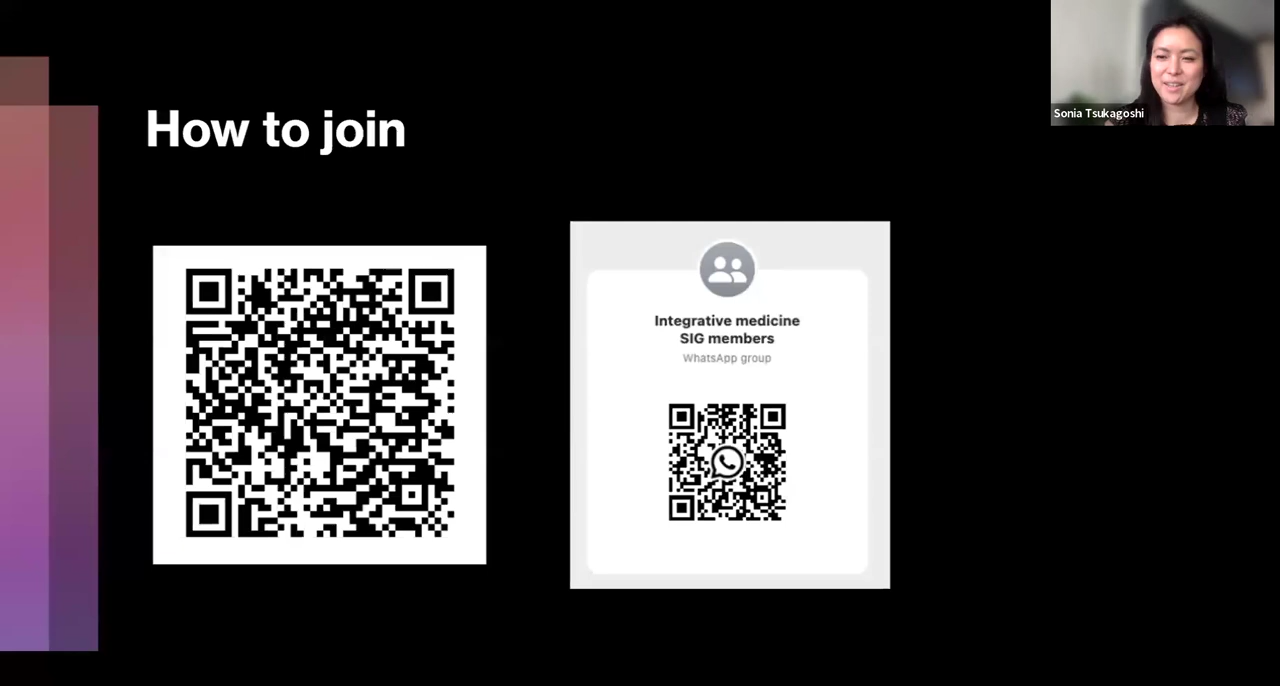 Sonia Tsukagoshi
How to join
Integrative medicine
SIG members
WhatsApp group